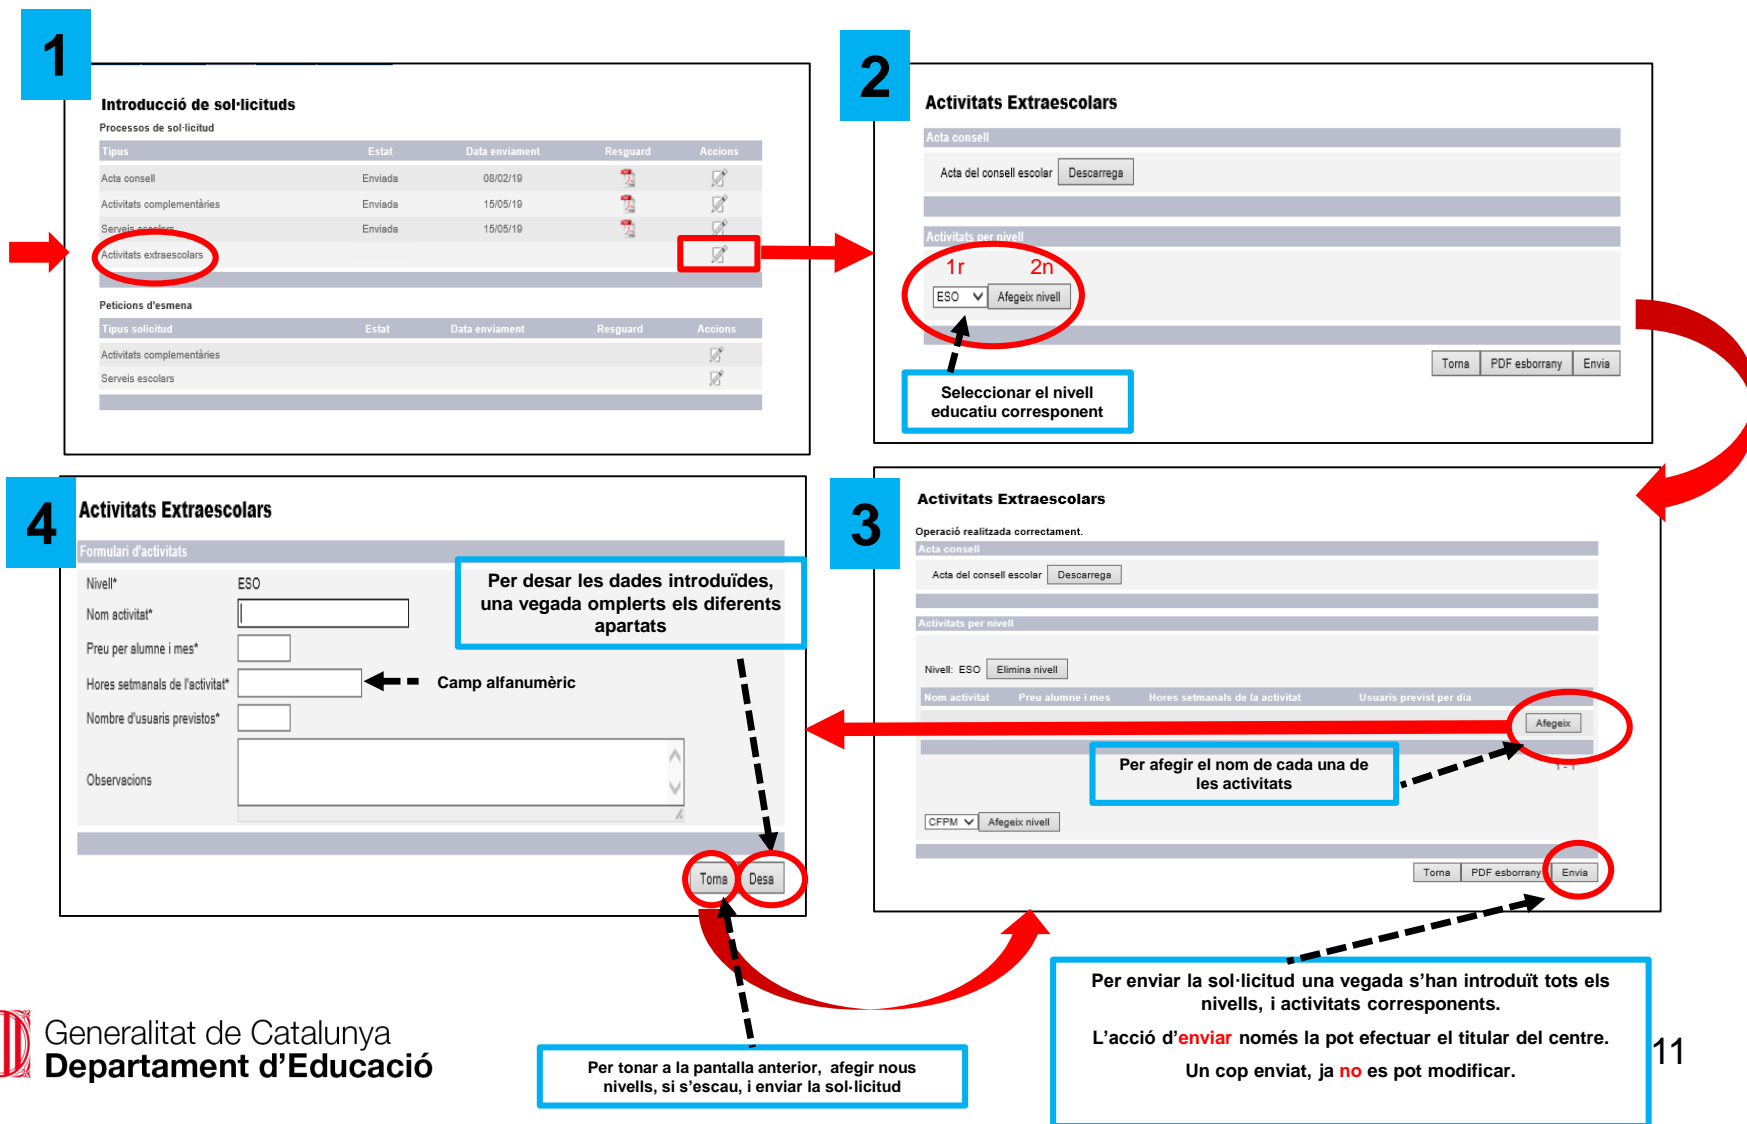 1
Introducció de sol·licituds
Processos de sol·licitud
Tipus Estat Data enviament Resguard Accions
Acta consell Enviada 08/02/19
Activitats complementàries Enviada 15/05/19
Serveis escolars Enviada 15/05/19
Activitats extraescolars
Peticions d'esmena
Tipus solicitud Estat Data enviament Resguard Accions
Activitats complementàries
Serveis escolars
2
Activitats Extraescolars
Acta consell
Acta del consell escolar Descarrega
Activitats per nivell
1r 2n
ESO Afegeix nivell
Torna PDF esborrany Envia
Seleccionar el nivell
educatiu corresponent
3
Activitats Extraescolars
Operació realitzada correctament.
Acta consell
Acta del consell escolar Descarrega
Activitats per nivell
Nivell: ESO Elimina nivell
Nom activitat Preu alumne i mes Hores setmanals de la activitat Usuaris previst per dia
Afegeix
Per afegir el nom de cada una de
les activitats
1 - 1
CFPM Afegeix nivell
Torna PDF esborrany Envia
4
Activitats Extraescolars
Formulari d'activitats
Nivell* ESO
Nom activitat*
Preu per alumne i mes*
Hores setmanals de l'activitat*
Camp alfanumèric
Nombre d'usuaris previstos*
Observacions
Per desar les dades introduïdes,
una vegada omplerts els diferents
apartats
Torna Desa
Per tonar a la pantalla anterior, afegir nous
nivells, si s'escau, i enviar la sol·licitud
Per enviar la sol·licitud una vegada s’han introduït tots els
nivells, i activitats corresponents.
L’acció d’enviar només la pot efectuar el titular del centre.
Un cop enviat, ja no es pot modificar.
Generalitat de Catalunya
Departament d’Educació
11